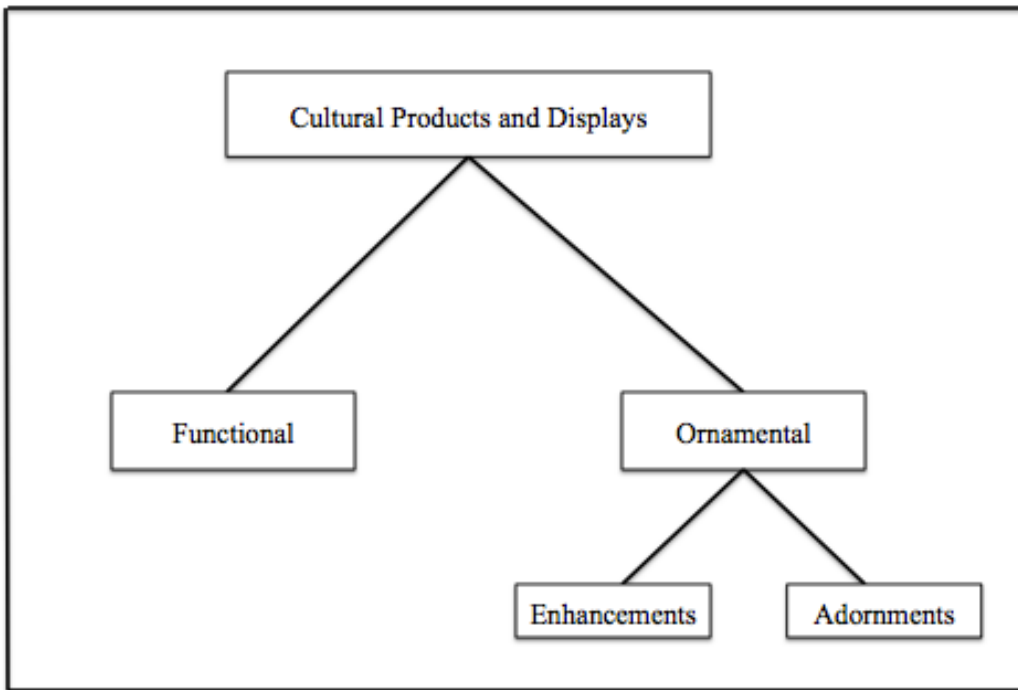 Cultural Products and Displays
Functional
Ornamental
Enhancements
Adornments